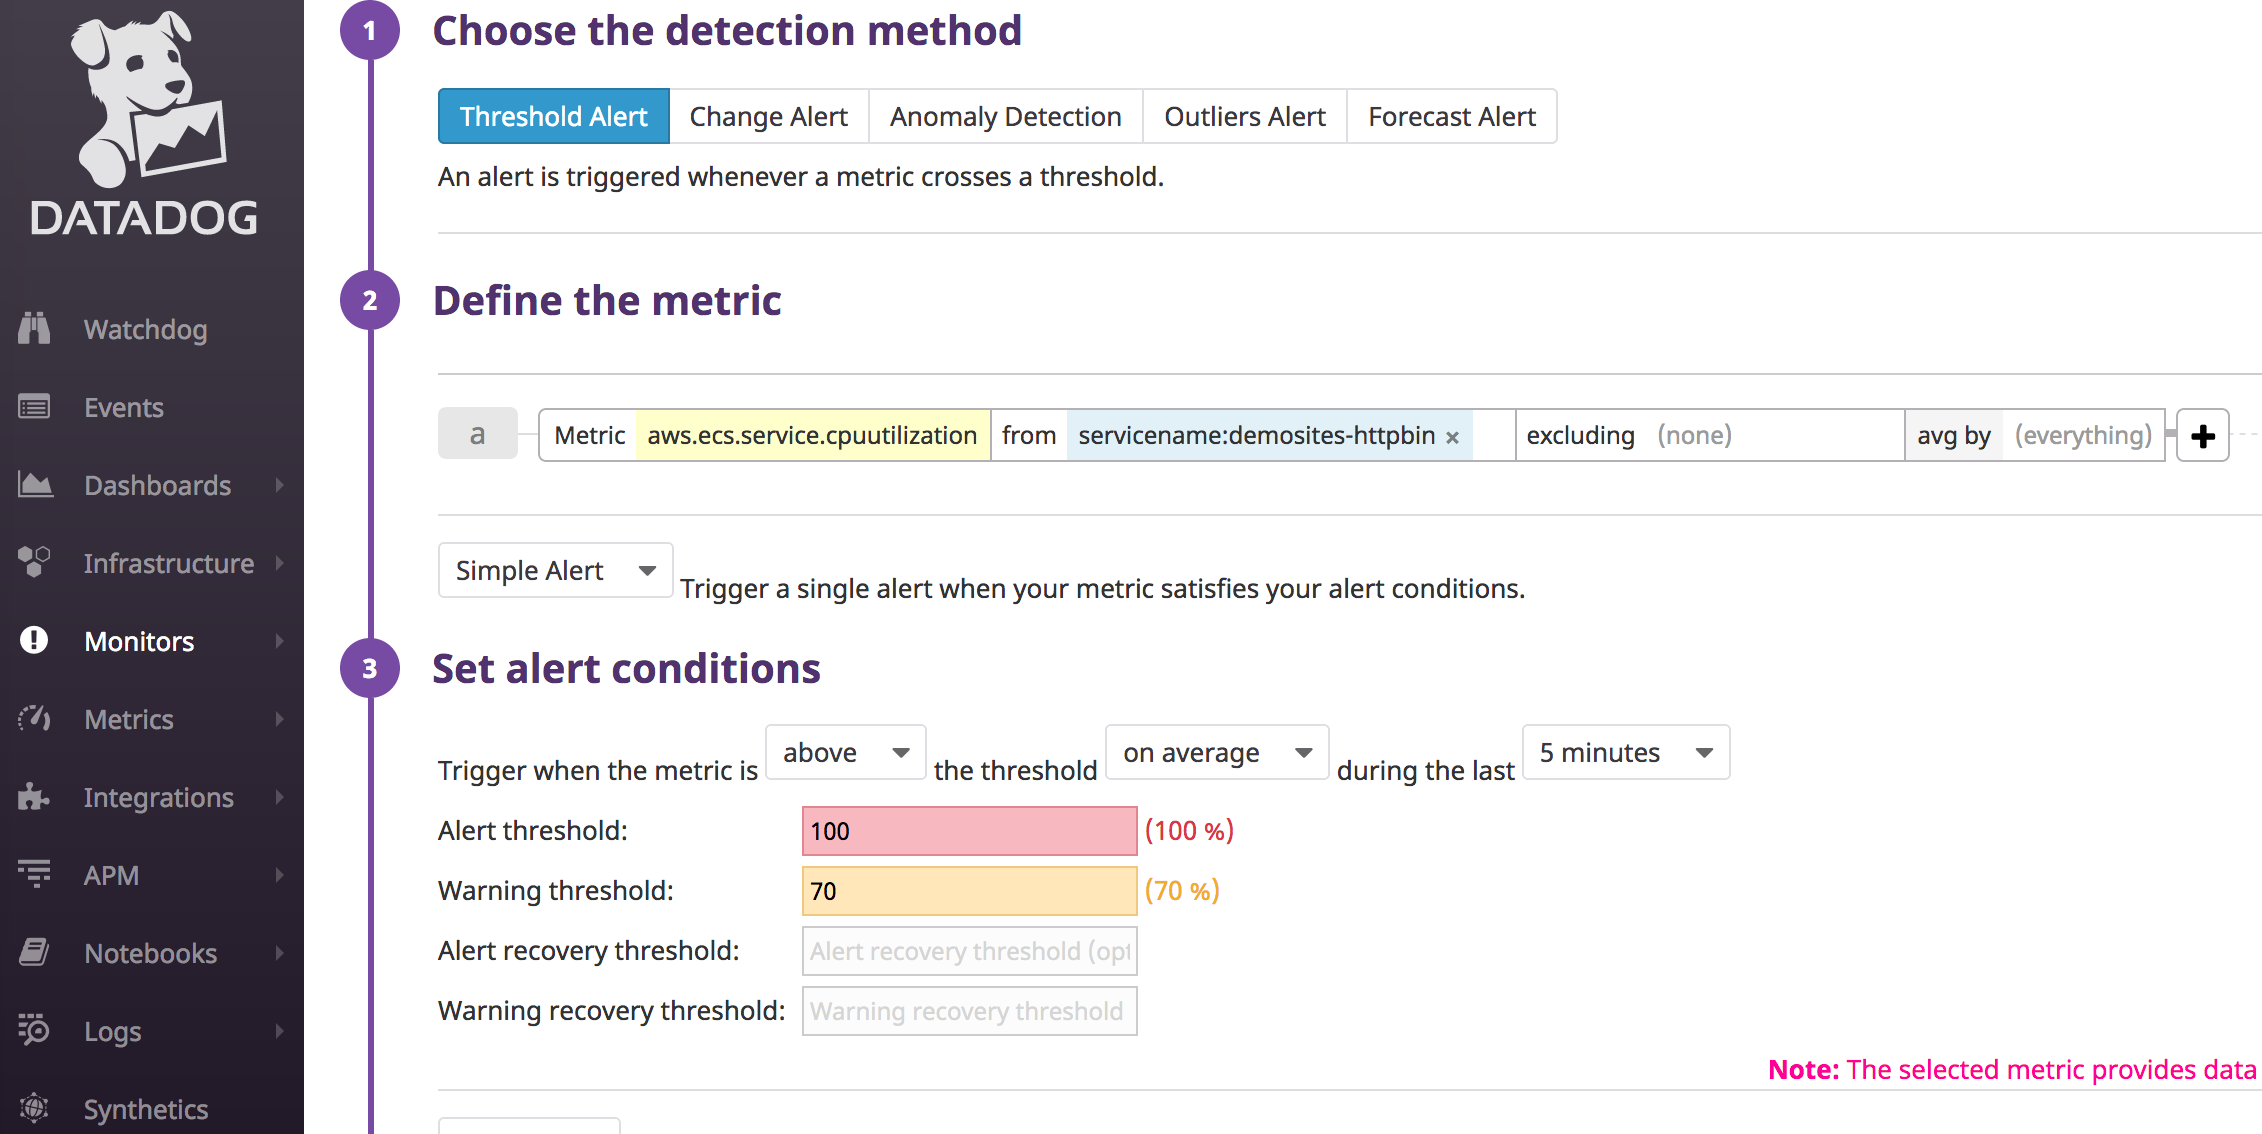 DATADOG
Watchdog
Events
Dashboards
Infrastructure
Monitors
Metrics
Integrations
APM
Notebooks
Logs
Synthetics
1 Choose the detection method
Threshold Alert Change Alert Anomaly Detection Outliers Alert Forecast Alert
An alert is triggered whenever a metric crosses a threshold.
2 Define the metric
a Metric aws.ecs.service.cpuutilization from servicename:demosites-httpbin × excluding (none) avg by (everything) +
Simple Alert Trigger a single alert when your metric satisfies your alert conditions.
3 Set alert conditions
Trigger when the metric is above the threshold on average during the last 5 minutes
Alert threshold: 100 (100 %)
Warning threshold: 70 (70 %)
Alert recovery threshold: Alert recovery threshold (opt
Warning recovery threshold: Warning recovery threshold
Note: The selected metric provides data